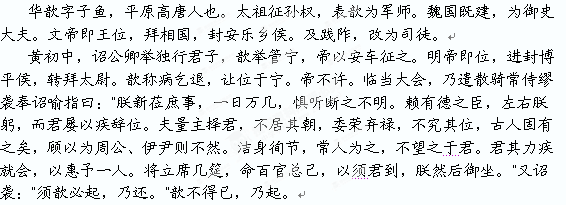 华歆字子鱼，平原高唐人也。太祖征孙权，表歆为军师。魏国既建，为御史
大夫。文帝即王位，拜相国，封安乐乡侯。及践阼，改为司徒。
黄初中，诏公卿举独行君子，歆举管宁，帝以安车征之。明帝即位，进封博
平侯，转拜太尉。歆称病乞退，让位于宁。帝不许。临当大会，乃遣散骑常侍缪
袭奉诏喻指曰："朕新莅庶事，一日万几，惧听断之不明。赖有德之臣，左右朕
躬，而君屡以疾辞位。夫量主择君，不居其朝，委荣弃禄，不究其位，古人固有
之矣，顾以为周公、伊尹则不然。洁身徇节，常人为之，不望之于君。君其力疾
就会，以惠予一人。将立席几筵，命百官总己，以须君到，朕然后御坐。"又诏
袭："须歆必起，乃还。"歆不得已，乃起。